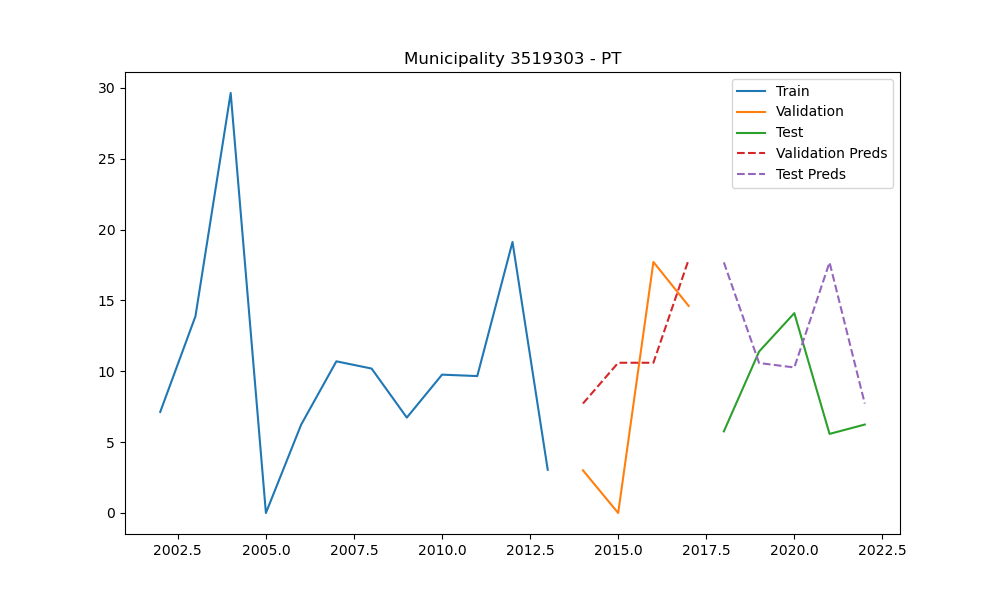 Municipality 3519303 - PT
30
25
20
15
10
5
0
2002.5 2005.0 2007.5 2010.0 2012.5 2015.0 2017.5 2020.0 2022.5
Train
Validation
Test
Validation Preds
Test Preds